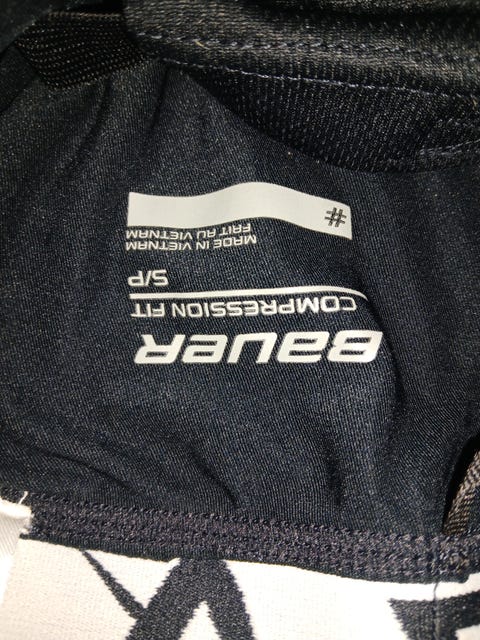 BAUER
COMPRESSION FIT
S/P
MADE IN VIETNAM
FAIT AU VIETNAM
#